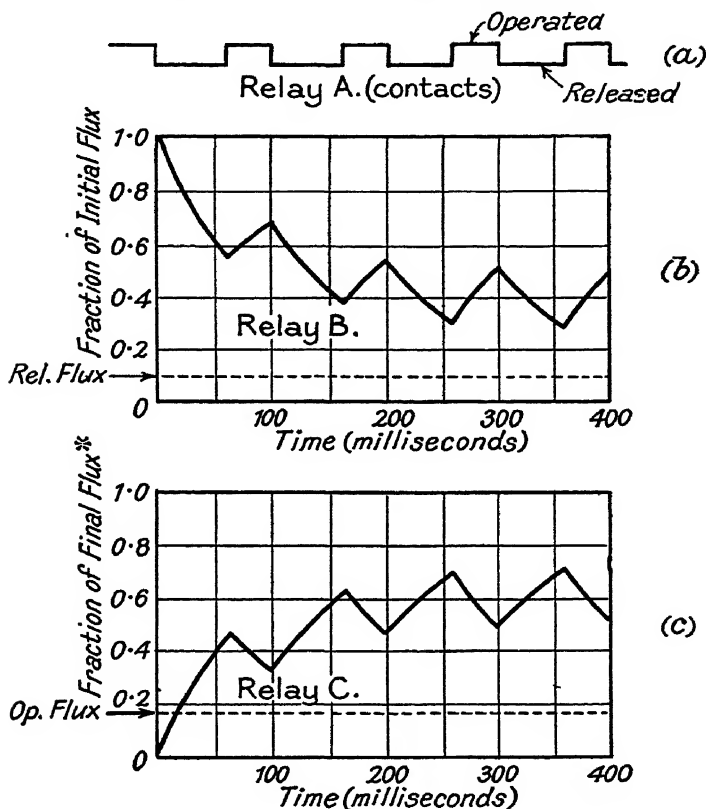 Operated
(a)
Relay A. (contacts)
Released
Fraction of Initial Flux
1·0
0·8
0·6
0·4
0·2
0
Rel. Flux
Relay B.
(b)
100 200 300 400
Time (milliseconds)
Fraction of Final Flux*
1·0
0·8
0·6
0·4
0·2
0
Op. Flux
Relay C.
(c)
100 200 300 400
Time (milliseconds)